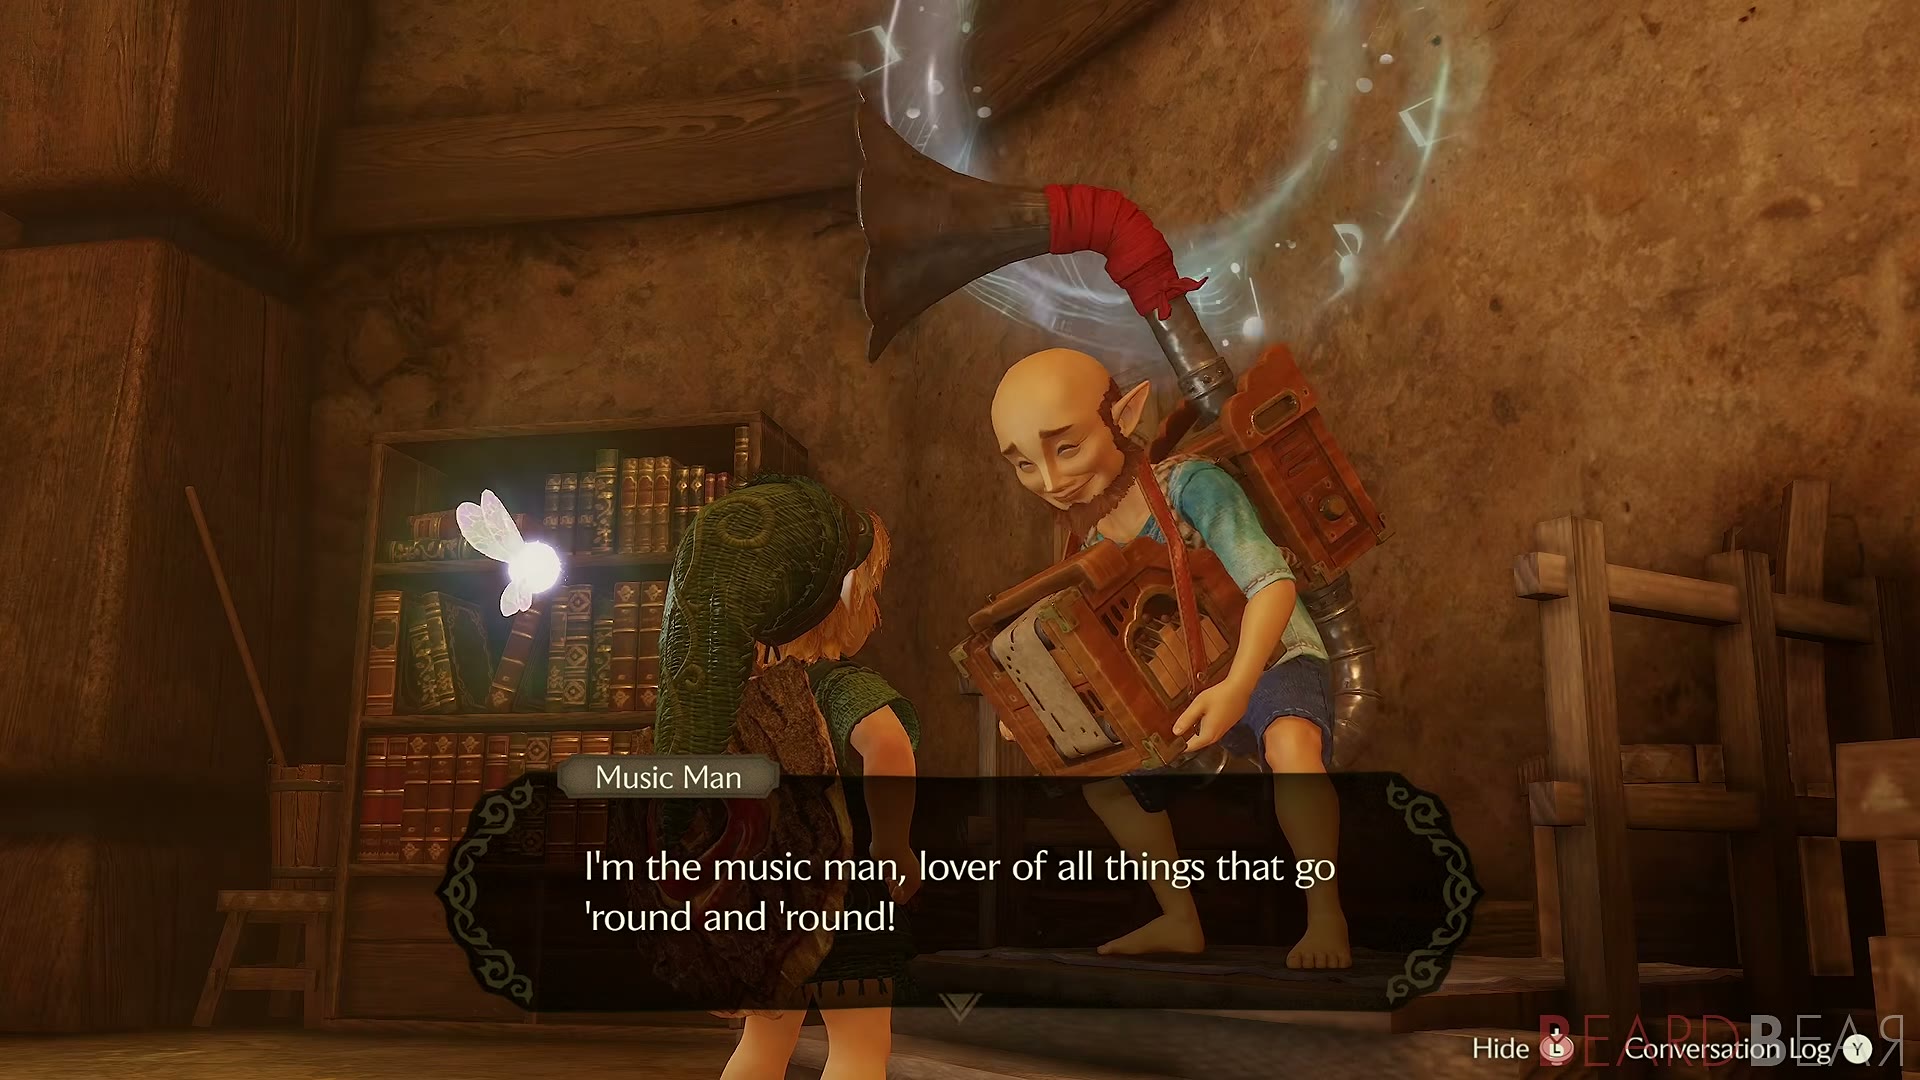 Music Man
I'm the music man, lover of all things that go
'round and 'round!
Hide L Conversation Log Y
BEARDBEAR